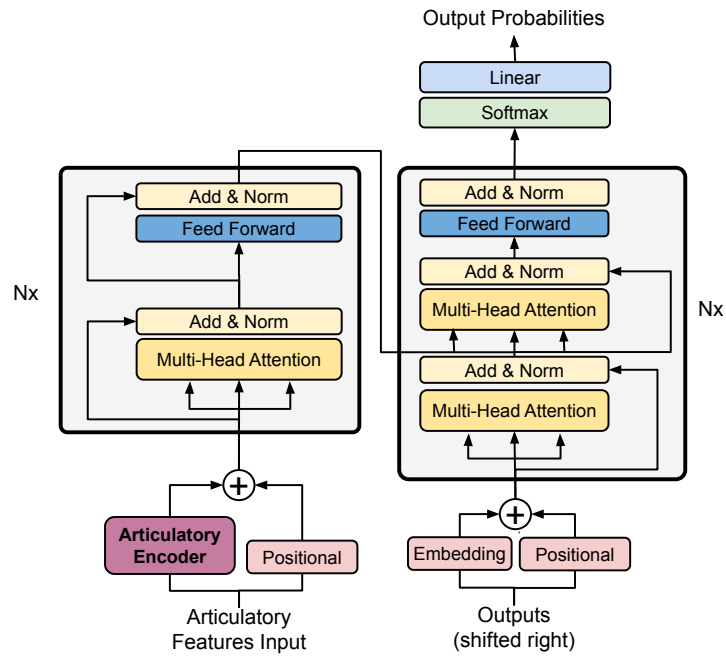 Output Probabilities
Linear
Softmax
Add & Norm
Feed Forward
Nx
Add & Norm
Multi-Head Attention
Articulatory
Encoder
Positional
Articulatory
Features Input
Add & Norm
Feed Forward
Add & Norm
Multi-Head Attention
Nx
Add & Norm
Multi-Head Attention
Embedding
Positional
Outputs
(shifted right)